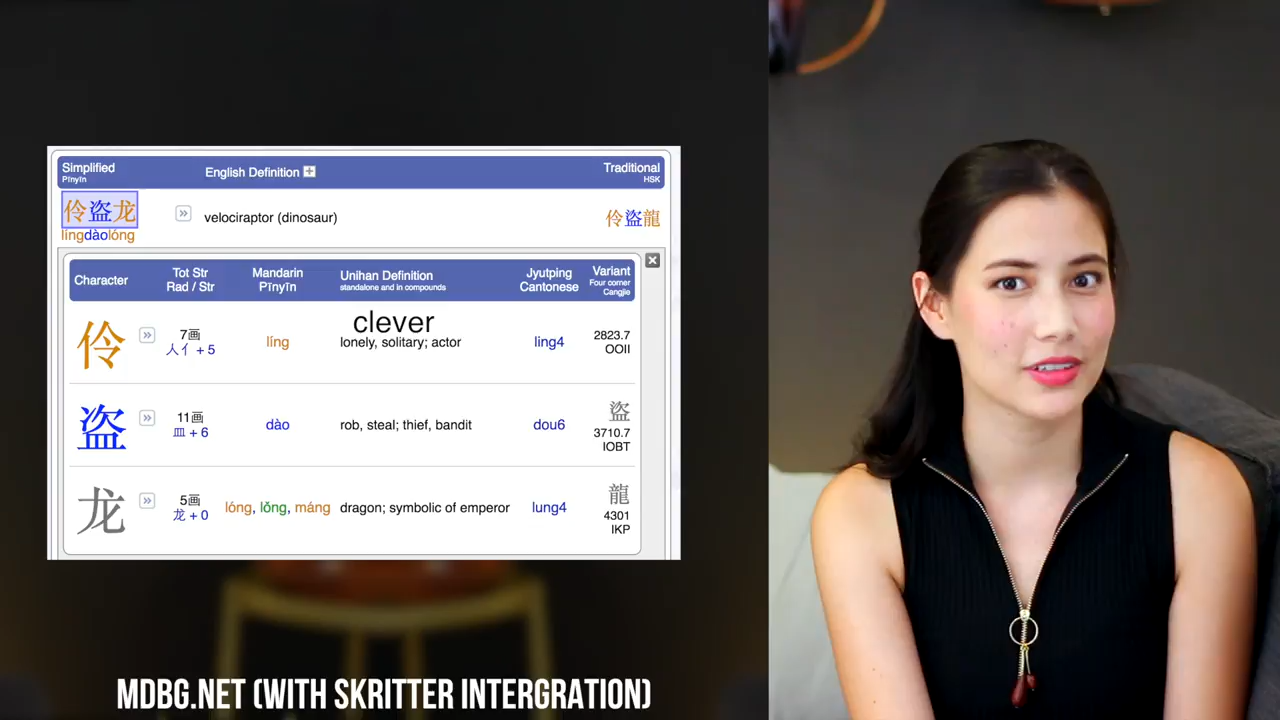 Simplified
Pīnyīn
English Definition +
Traditional
HSK
伶盗龙
língdàolóng
» velociraptor (dinosaur)
伶盜龍
Character
Tot Str
Rad / Str
Mandarin
Pīnyīn
Unihan Definition
standalone and in compounds
Jyutping
Cantonese
Variant
Four corner
Cangjie
伶
»
7画
人亻 + 5
líng
clever
lonely, solitary; actor
ling4
2823.7
OOII
盗
»
11画
皿 + 6
dào
rob, steal; thief, bandit
dou6
盜
3710.7
IOBT
龙
»
5画
龙 + 0
lóng, lǒng, máng
dragon; symbolic of emperor
lung4
龍
4301
IKP
MDBG.NET (WITH SKRITTER INTERGRATION)